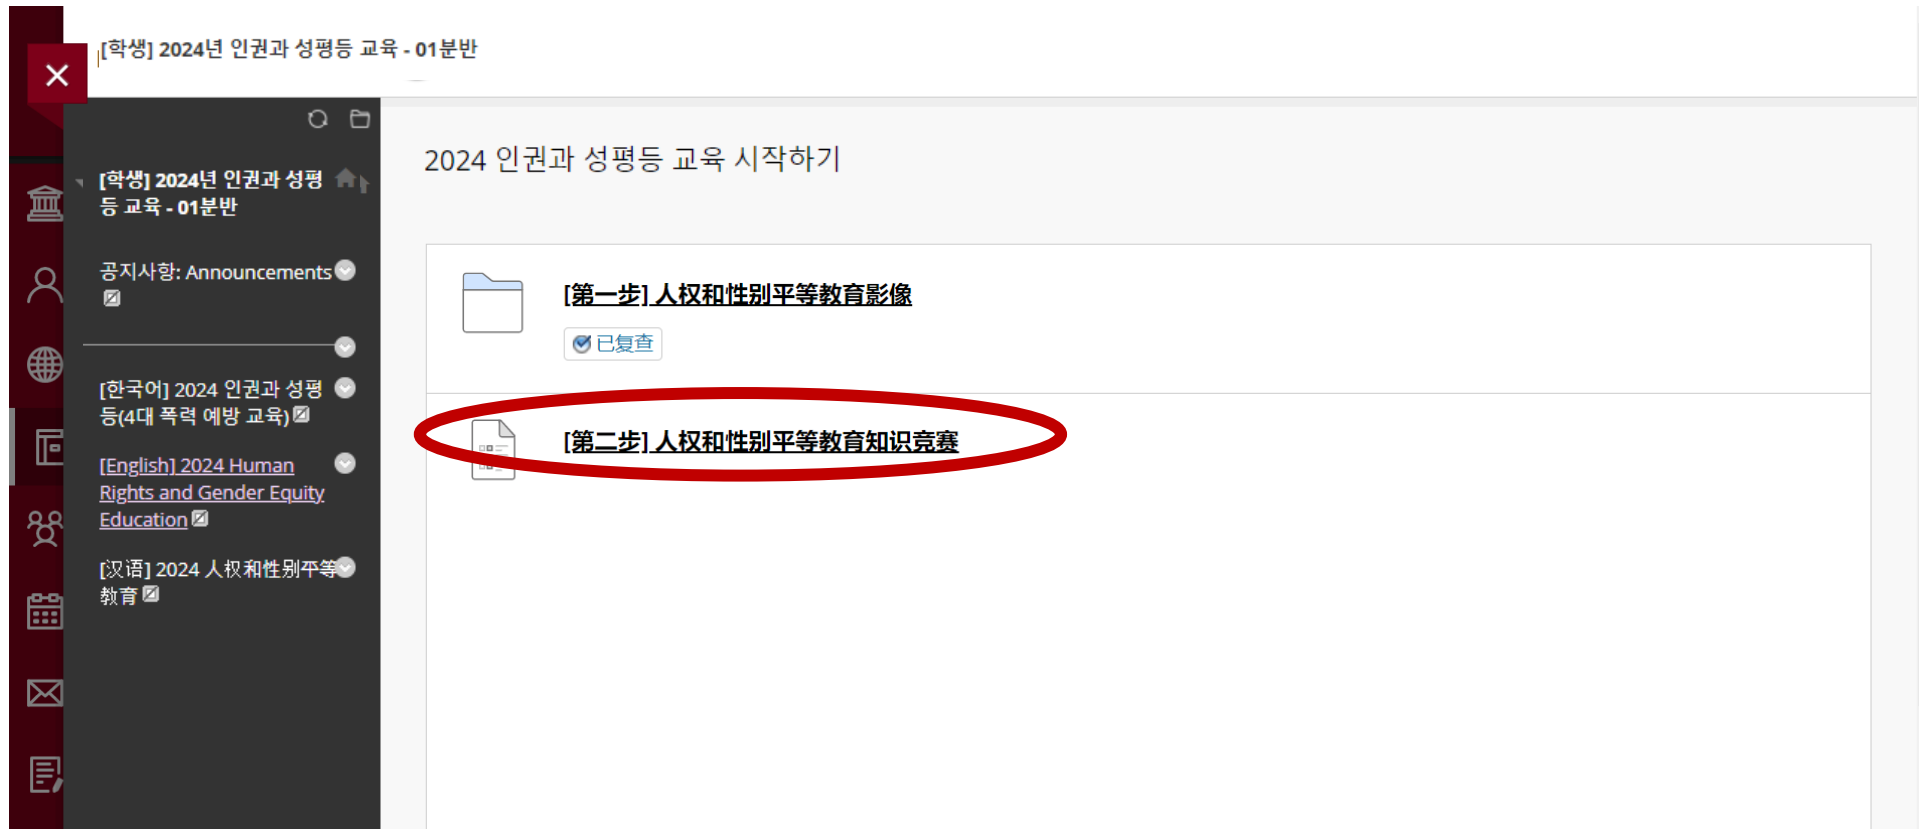 [학생] 2024년 인권과 성평등 교육 - 01분반
[학생] 2024년 인권과 성평
등 교육 - 01분반
공지사항: Announcements
[한국어] 2024 인권과 성평
등(4대 폭력 예방 교육)
[English] 2024 Human
Rights and Gender Equity
Education
[汉语] 2024 人权和性别平等
教育
2024 인권과 성평등 교육 시작하기
[第一步] 人权和性别平等教育影像
已复查
[第二步] 人权和性别平等教育知识竞赛